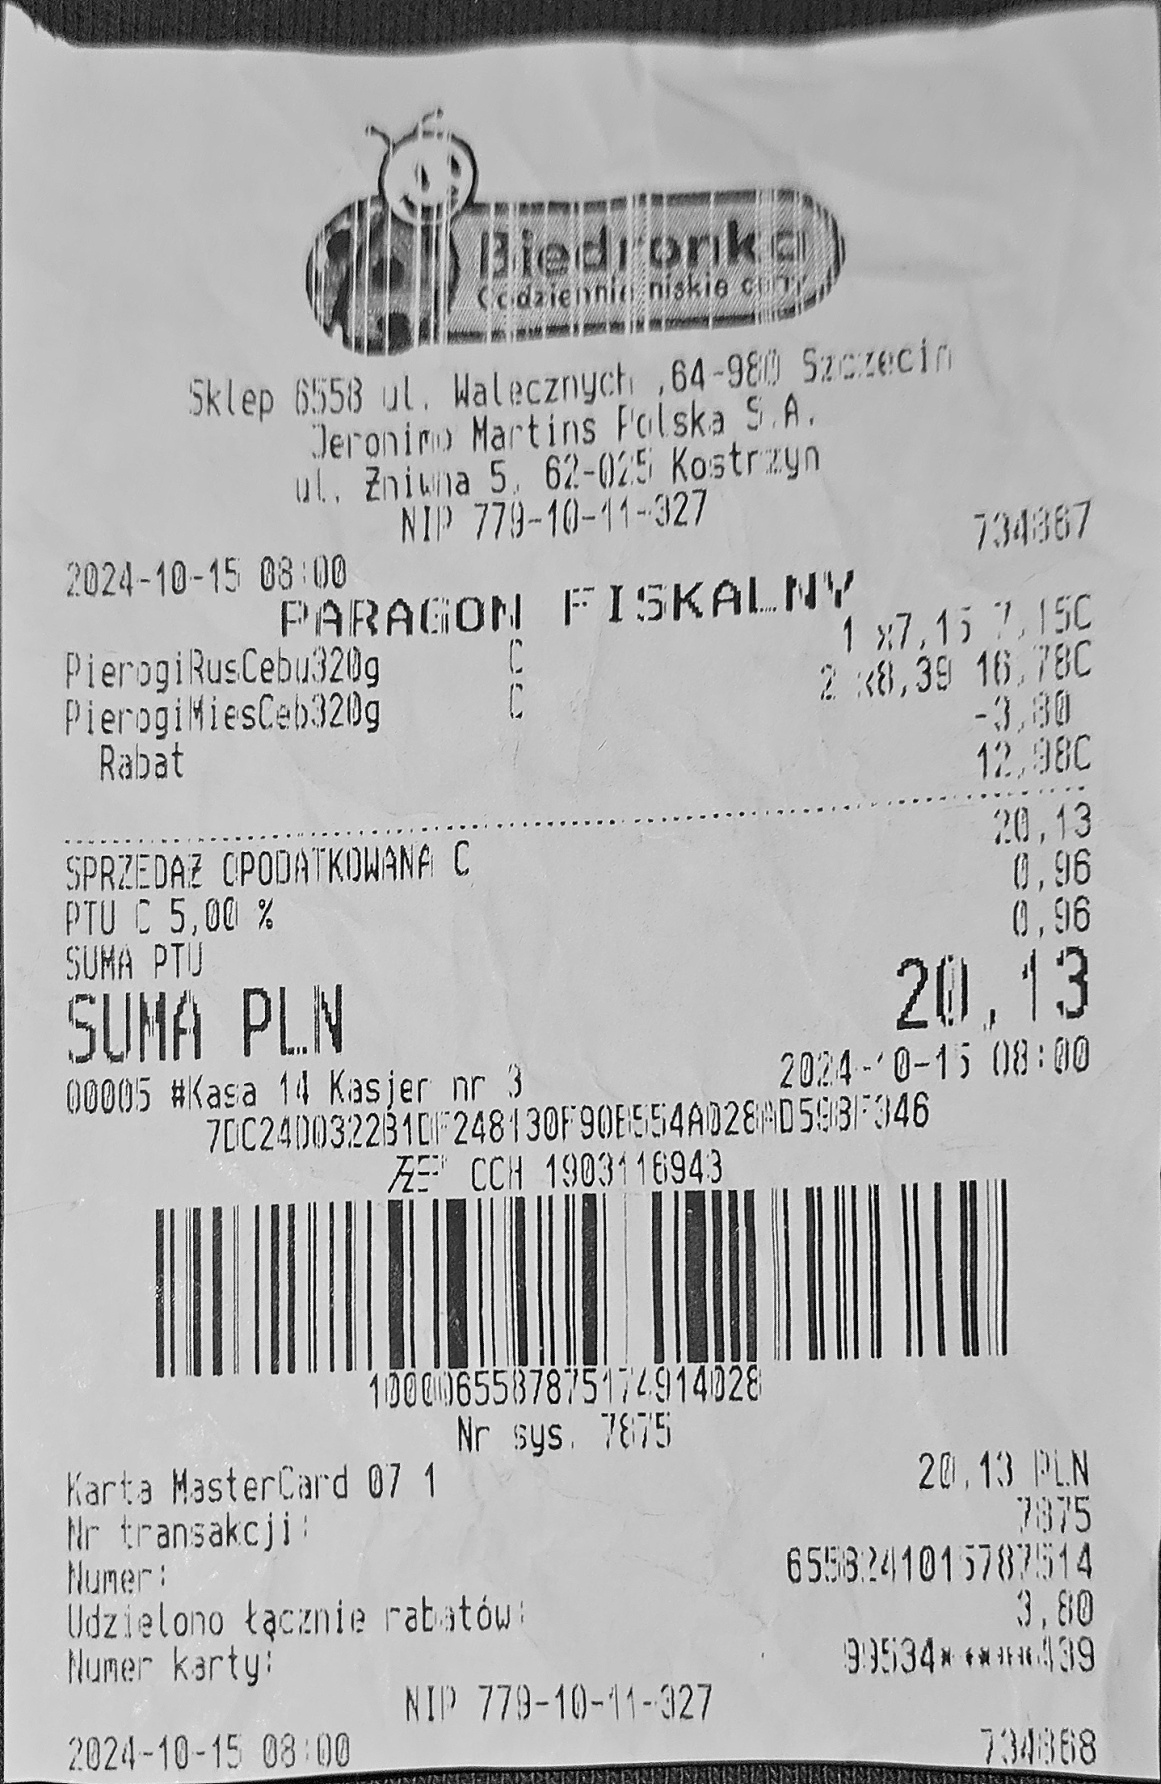 Biedronka
Codziennie niskie ceny
Sklep 6558 ul. Walecznych ,64-980 Szczecin
Jeronimo Martins Polska S.A.
ul. Żniwna 5, 62-025 Kostrzyn
NIP 779-10-11-327
2024-10-15 08:00 734867
PARAGON FISKALNY
PierogiRusCebu320g C 1 x7,15 7,15C
PierogiMiesCeb320g C 2 x8,39 16,78C
Rabat -3,80
12,98C
SPRZEDAŻ OPODATKOWANA C 20,13
PTU C 5,00 % 0,96
SUMA PTU 0,96
SUMA PLN 20,13
00005 #Kasa 14 Kasjer nr 3 2024-10-15 08:00
CCH 1903116943
1000065587875174914028
Nr sys. 7875
Karta MasterCard 07 1 20,13 PLN
Nr transakcji: 7875
Numer: 6558241015787514
Udzielono łącznie rabatów: 3,80
Numer karty:
NIP 779-10-11-327
2024-10-15 08:00 734868